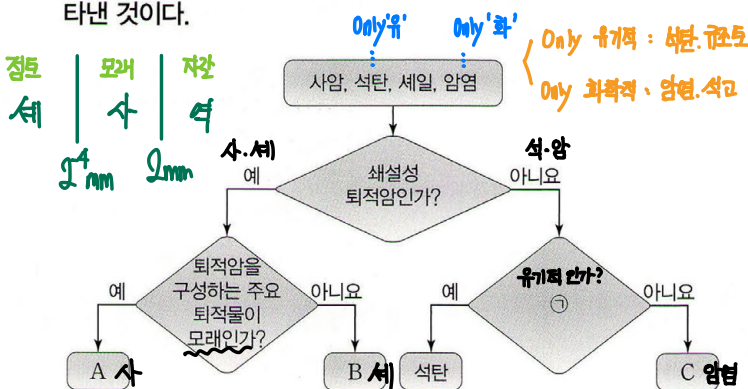 타낸 것이다.
Only '유' Only '화'
Only 유기적 : 석탄. 규조토
Only 화학적 : 암염. 석고
점토 모래 자갈
셰 사 역
2⁻⁴mm 2mm
사암, 석탄, 셰일, 암염
사·셰 석·암
예 쇄설성 아니요
퇴적암인가?
퇴적암을
예 구성하는 주요 아니요
퇴적물이
모래인가?
예 유기적인가? 아니요
㉠
A 사 B 셰 석탄 C 암염